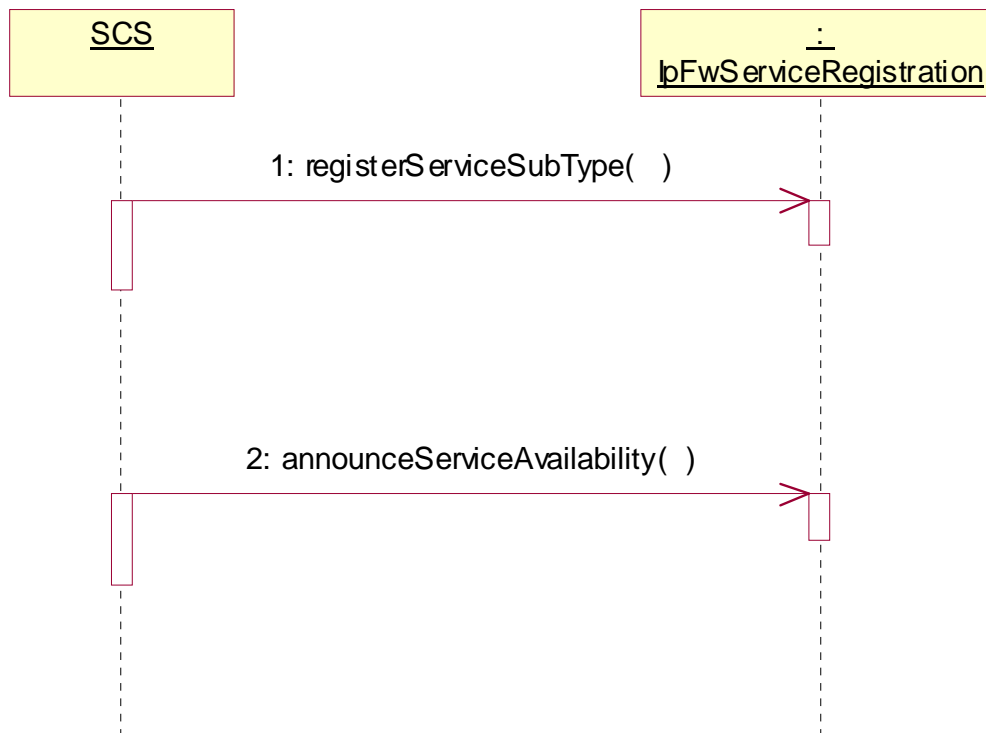 SCS
:
IpFwServiceRegistration
1: registerServiceSubType( )
2: announceServiceAvailability( )